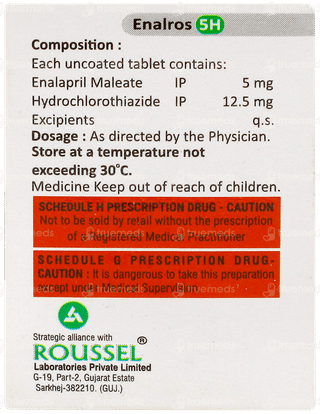 Enalros 5H
Composition :
Each uncoated tablet contains:
Enalapril Maleate IP 5 mg
Hydrochlorothiazide IP 12.5 mg
Excipients q.s.
Dosage : As directed by the Physician.
Store at a temperature not
exceeding 30°C.
Medicine Keep out of reach of children.
SCHEDULE H PRESCRIPTION DRUG - CAUTION
Not to be sold by retail without the prescription
of a Registered Medical Practitioner
SCHEDULE G PRESCRIPTION DRUG-
CAUTION : It is dangerous to take this preparation
except under Medical Supervision
Strategic alliance with
ROUSSEL®
Laboratories Private Limited
G-19, Part-2, Gujarat Estate
Sarkhej-382210. (GUJ.)